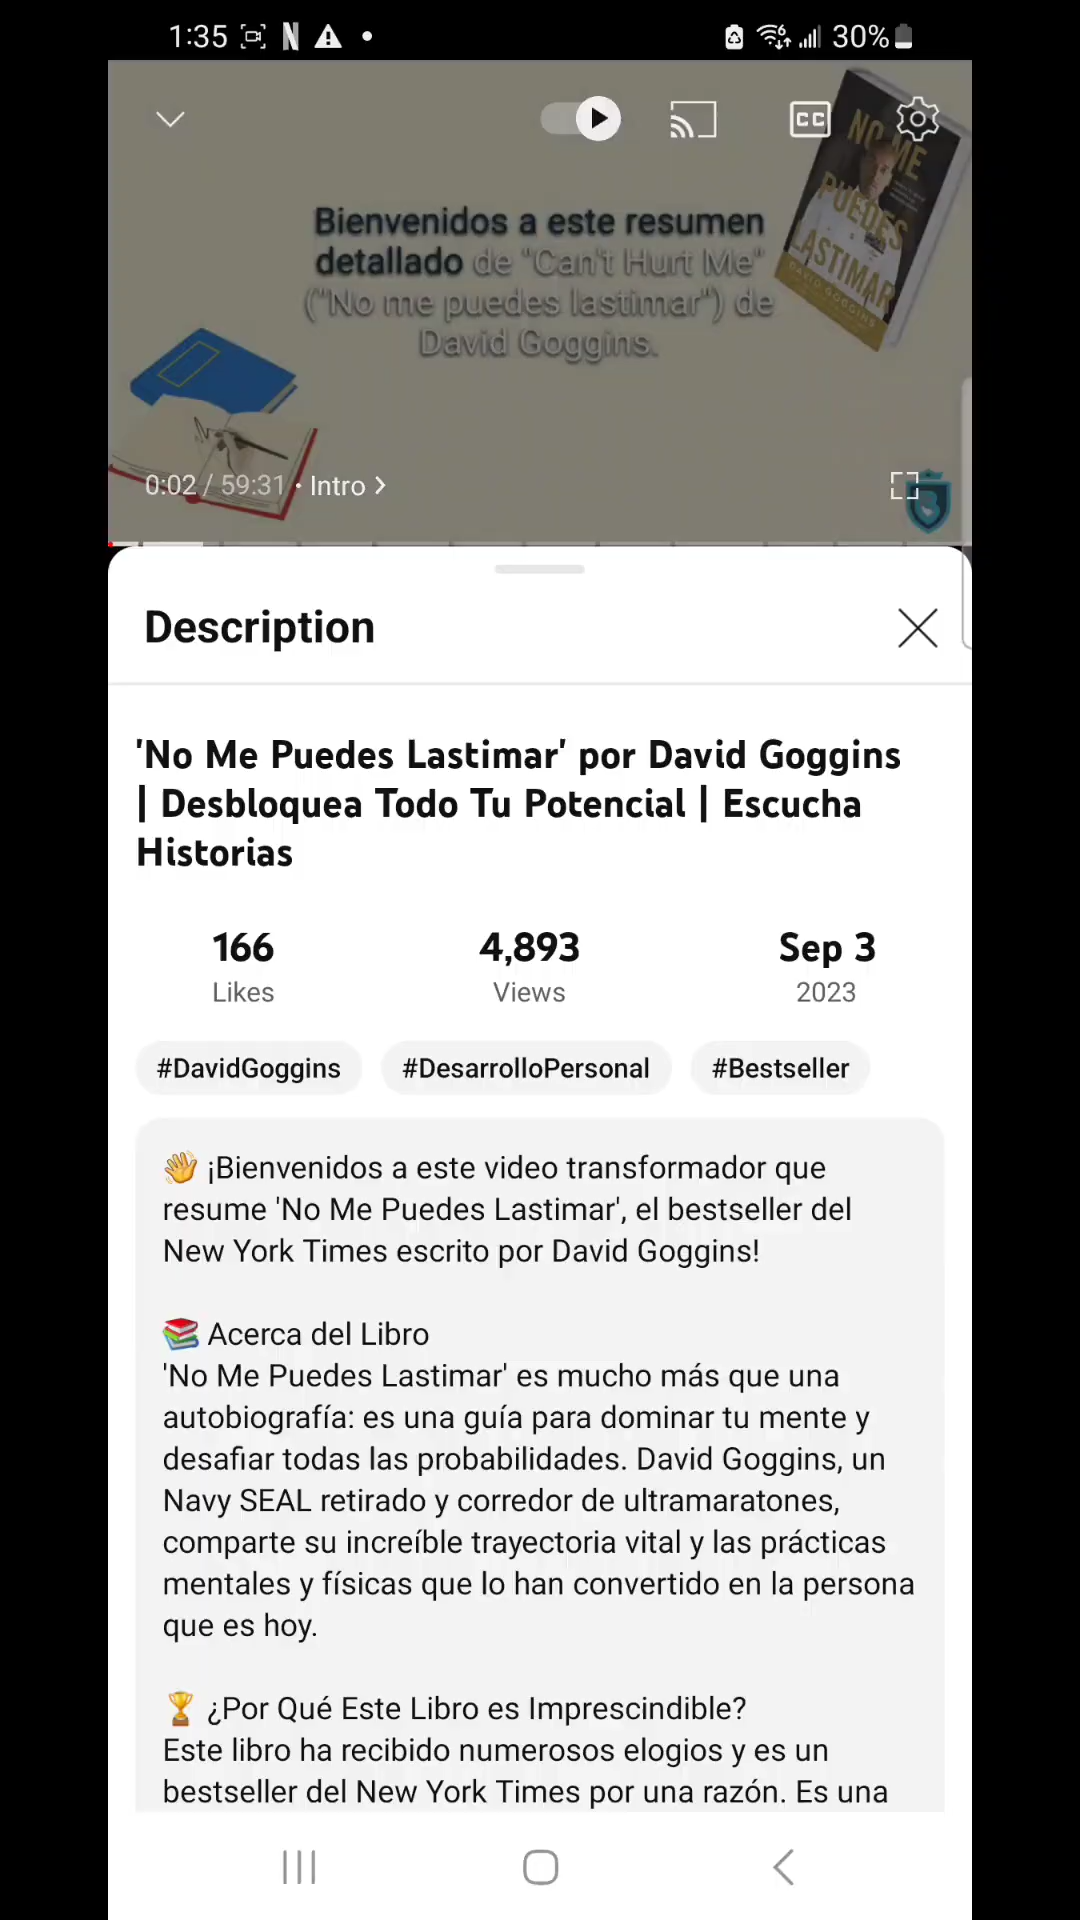 1:35
30%
CC
NO ME
PUEDES
LASTIMAR
DAVID GOGGINS
Bienvenidos a este resumen
detallado de "Can't Hurt Me"
("No me puedes lastimar") de
David Goggins.
0:02 / 59:31 · Intro >
Description
'No Me Puedes Lastimar' por David Goggins
| Desbloquea Todo Tu Potencial | Escucha
Historias
166 4,893 Sep 3
Likes Views 2023
#DavidGoggins #DesarrolloPersonal #Bestseller
👋 ¡Bienvenidos a este video transformador que
resume 'No Me Puedes Lastimar', el bestseller del
New York Times escrito por David Goggins!
📚 Acerca del Libro
'No Me Puedes Lastimar' es mucho más que una
autobiografía: es una guía para dominar tu mente y
desafiar todas las probabilidades. David Goggins, un
Navy SEAL retirado y corredor de ultramaratones,
comparte su increíble trayectoria vital y las prácticas
mentales y físicas que lo han convertido en la persona
que es hoy.
🏆 ¿Por Qué Este Libro es Imprescindible?
Este libro ha recibido numerosos elogios y es un
bestseller del New York Times por una razón. Es una